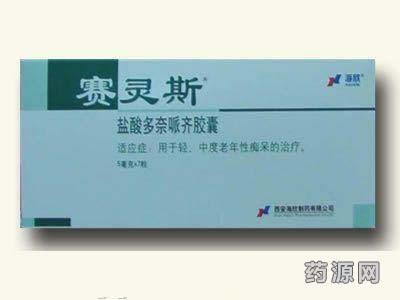 海欣®
赛灵斯®
盐酸多奈哌齐胶囊
适应症：用于轻、中度老年性痴呆的治疗。
5毫克×7粒
西安海欣制药有限公司
药源网